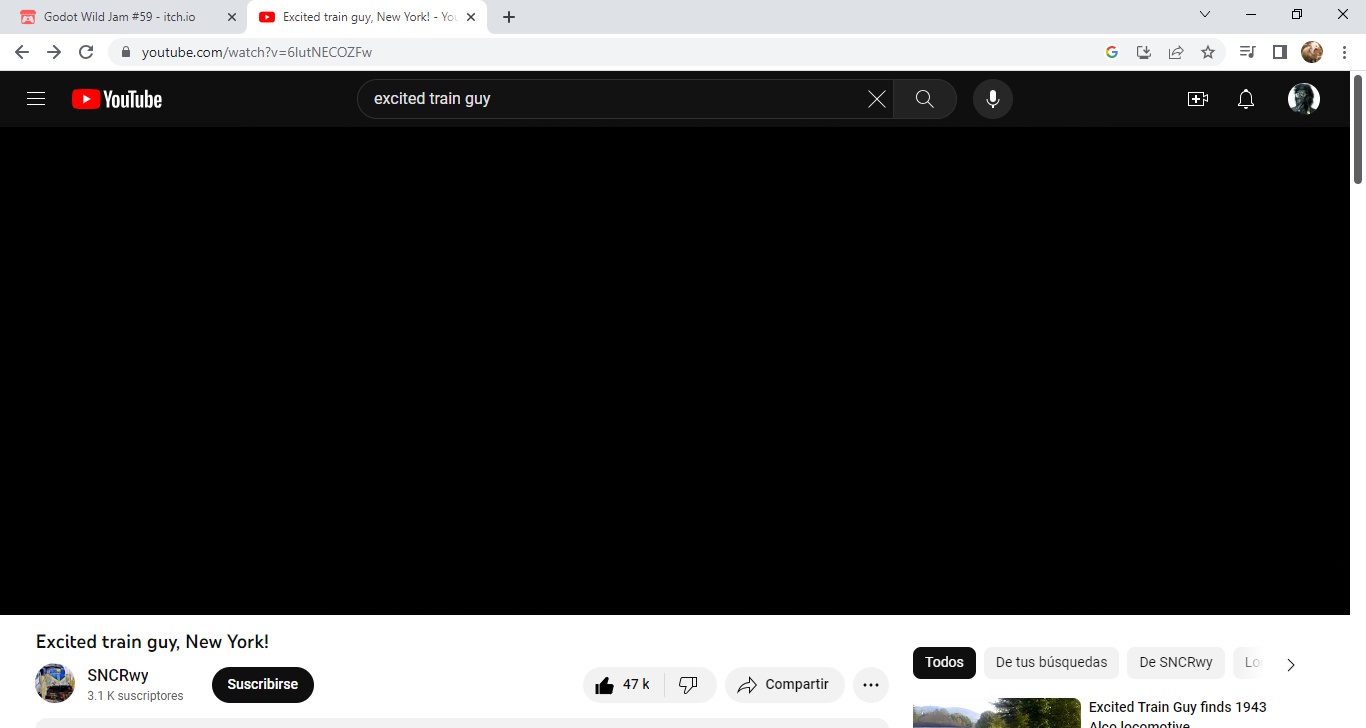 Godot Wild Jam #59 - itch.io
Excited train guy, New York! - You
youtube.com/watch?v=6lutNECOZFw
YouTube
excited train guy
Excited train guy, New York!
SNCRwy
3.1 K suscriptores
Suscribirse
47 k
Compartir
Todos
De tus búsquedas
De SNCRwy
Excited Train Guy finds 1943
Alco locomotive